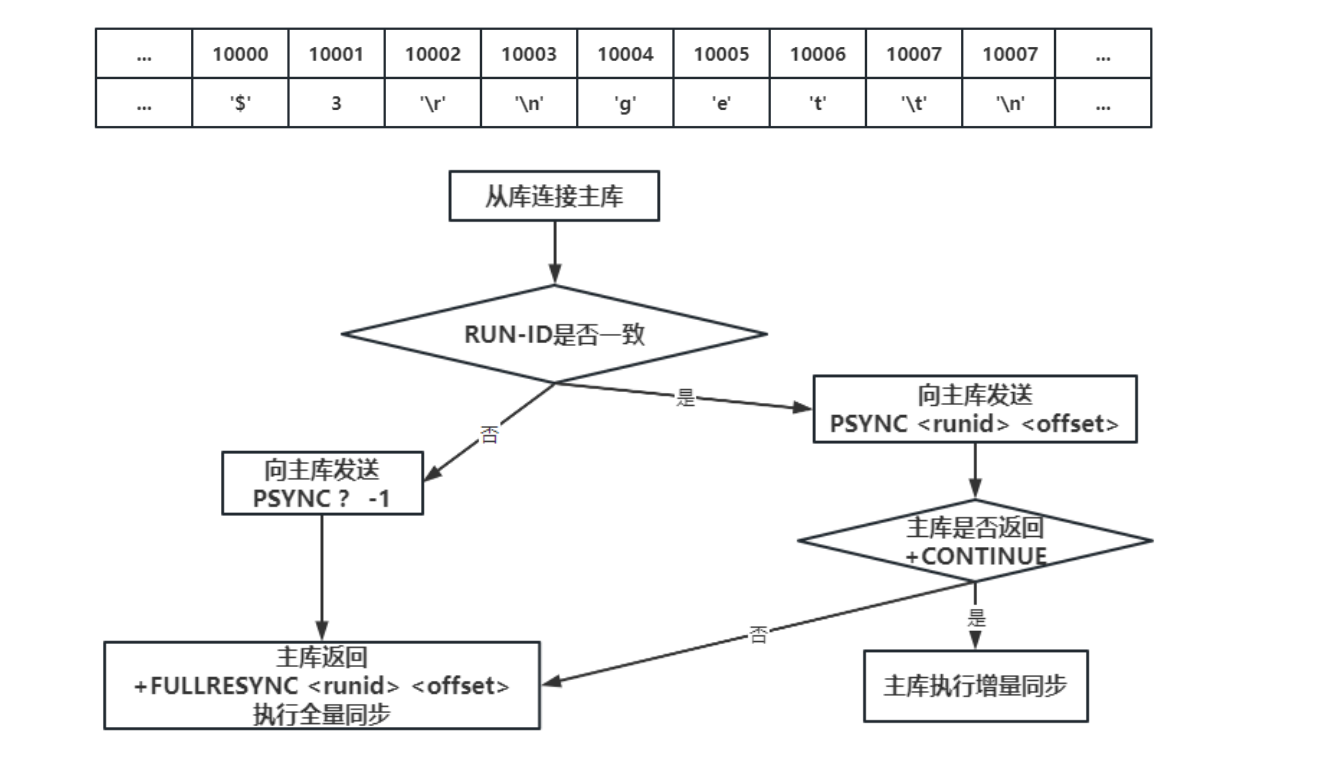 ... 10000 10001 10002 10003 10004 10005 10006 10007 10007 ...
... '$' 3 '\r' '\n' 'g' 'e' 't' '\t' '\n' ...
从库连接主库
RUN-ID是否一致
是
向主库发送
PSYNC <runid> <offset>
否
向主库发送
PSYNC ? -1
主库是否返回
+CONTINUE
是
否
主库返回
+FULLRESYNC <runid> <offset>
执行全量同步
主库执行增量同步